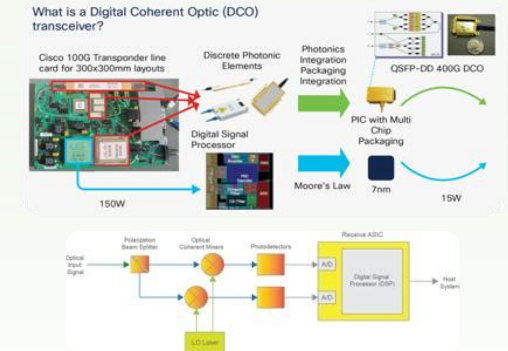 What is a Digital Coherent Optic (DCO)
transceiver?
Cisco 100G Transponder line
card for 300x300mm layouts
Discrete Photonic
Elements
Photonics
Integration
Packaging
Integration
QSFP-DD 400G DCO
PIC with Multi
Chip
Packaging
Digital Signal
Processor
Moore's Law
7nm
150W
15W
Receive ASIC
Polarization
Beam Splitter
Optical
Coherent Mixers
Photodetectors
Optical
Input
Signal
A/D
Digital Signal
Processor (DSP)
Host
System
A/D
LO Laser